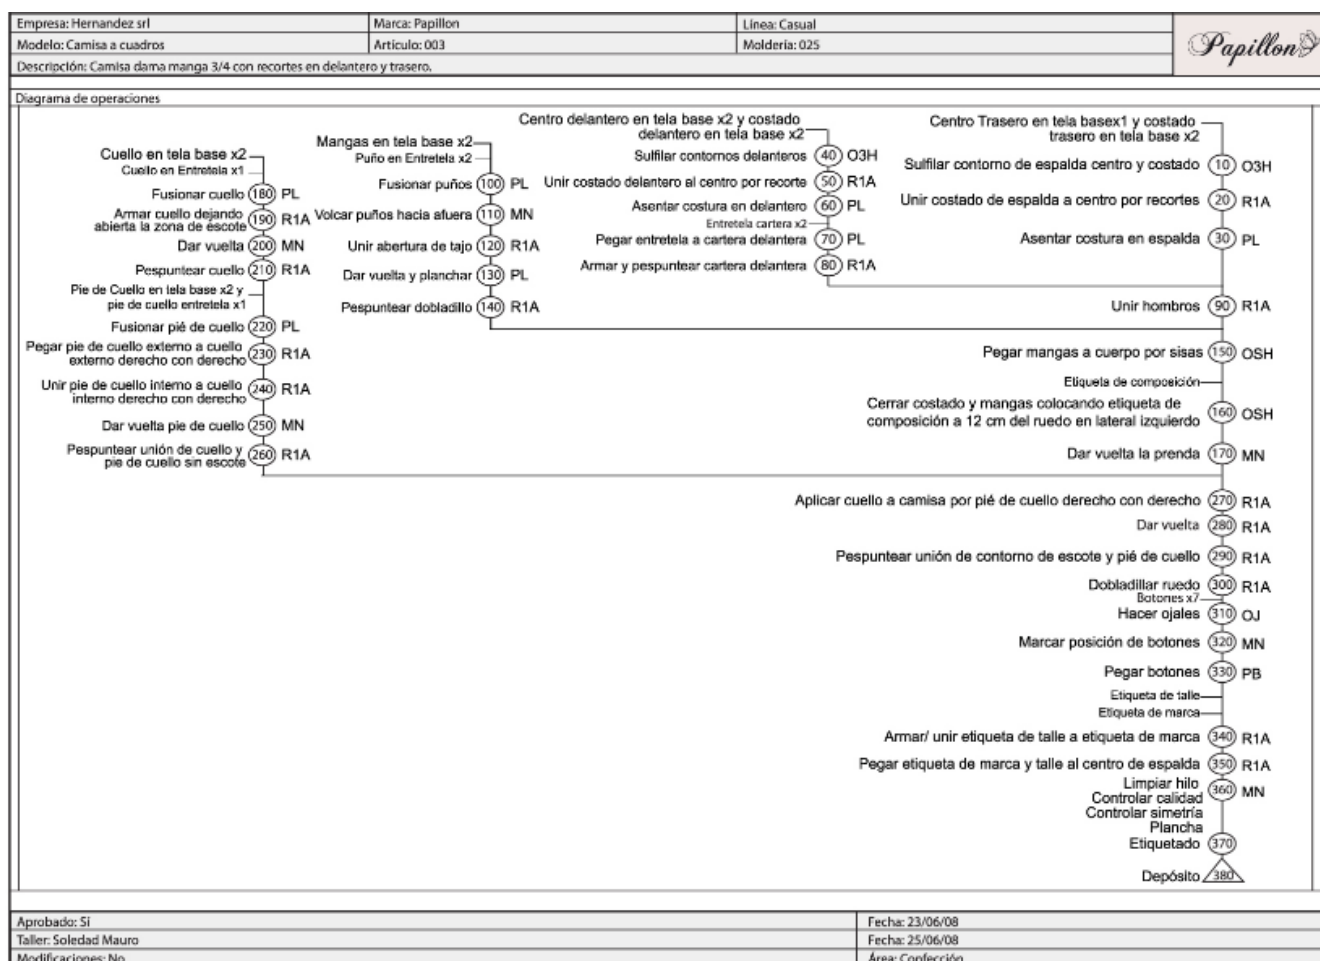 Empresa: Hernandez srl
Marca: Papillon
Linea: Casual
Modelo: Camisa a cuadros
Artículo: 003
Moldería: 025
Descripción: Camisa dama manga 3/4 con recortes en delantero y trasero.
Papillon
Diagrama de operaciones
Cuello en tela base x2
Cuello en Entretela x1
Fusionar cuello 180 PL
Armar cuello dejando
abierta la zona de escote 190 R1A
Dar vuelta 200 MN
Pespuntear cuello 210 R1A
Pie de Cuello en tela base x2 y
pie de cuello entretela x1
Fusionar pié de cuello 220 PL
Pegar pie de cuello externo a cuello
externo derecho con derecho 230 R1A
Unir pie de cuello interno a cuello
interno derecho con derecho 240 R1A
Dar vuelta pie de cuello 250 MN
Pespuntear unión de cuello y
pie de cuello sin escote 260 R1A
Mangas en tela base x2
Puño en Entretela x2
Fusionar puños 100 PL
Volcar puños hacia afuera 110 MN
Unir abertura de tajo 120 R1A
Dar vuelta y planchar 130 PL
Pespuntear dobladillo 140 R1A
Centro delantero en tela base x2 y costado
delantero en tela base x2
Sulfilar contornos delanteros 40 O3H
Unir costado delantero al centro por recorte 50 R1A
Asentar costura en delantero 60 PL
Entretela cartera x2
Pegar entretela a cartera delantera 70 PL
Armar y pespuntear cartera delantera 80 R1A
Centro Trasero en tela basex1 y costado
trasero en tela base x2
Sulfilar contorno de espalda centro y costado 10 O3H
Unir costado de espalda a centro por recortes 20 R1A
Asentar costura en espalda 30 PL
Unir hombros 90 R1A
Pegar mangas a cuerpo por sisas 150 OSH
Etiqueta de composición
Cerrar costado y mangas colocando etiqueta de
composición a 12 cm del ruedo en lateral izquierdo 160 OSH
Dar vuelta la prenda 170 MN
Aplicar cuello a camisa por pié de cuello derecho con derecho 270 R1A
Dar vuelta 280 R1A
Pespuntear unión de contorno de escote y pié de cuello 290 R1A
Dobladillar ruedo 300 R1A
Botones x7
Hacer ojales 310 OJ
Marcar posición de botones 320 MN
Pegar botones 330 PB
Etiqueta de talle
Etiqueta de marca
Armar/ unir etiqueta de talle a etiqueta de marca 340 R1A
Pegar etiqueta de marca y talle al centro de espalda 350 R1A
Limpiar hilo 360 MN
Controlar calidad
Controlar simetría
Plancha
Etiquetado 370
Depósito 380
Aprobado: Si
Fecha: 23/06/08
Taller: Soledad Mauro
Fecha: 25/06/08
Modificaciones: No
Área: Confección